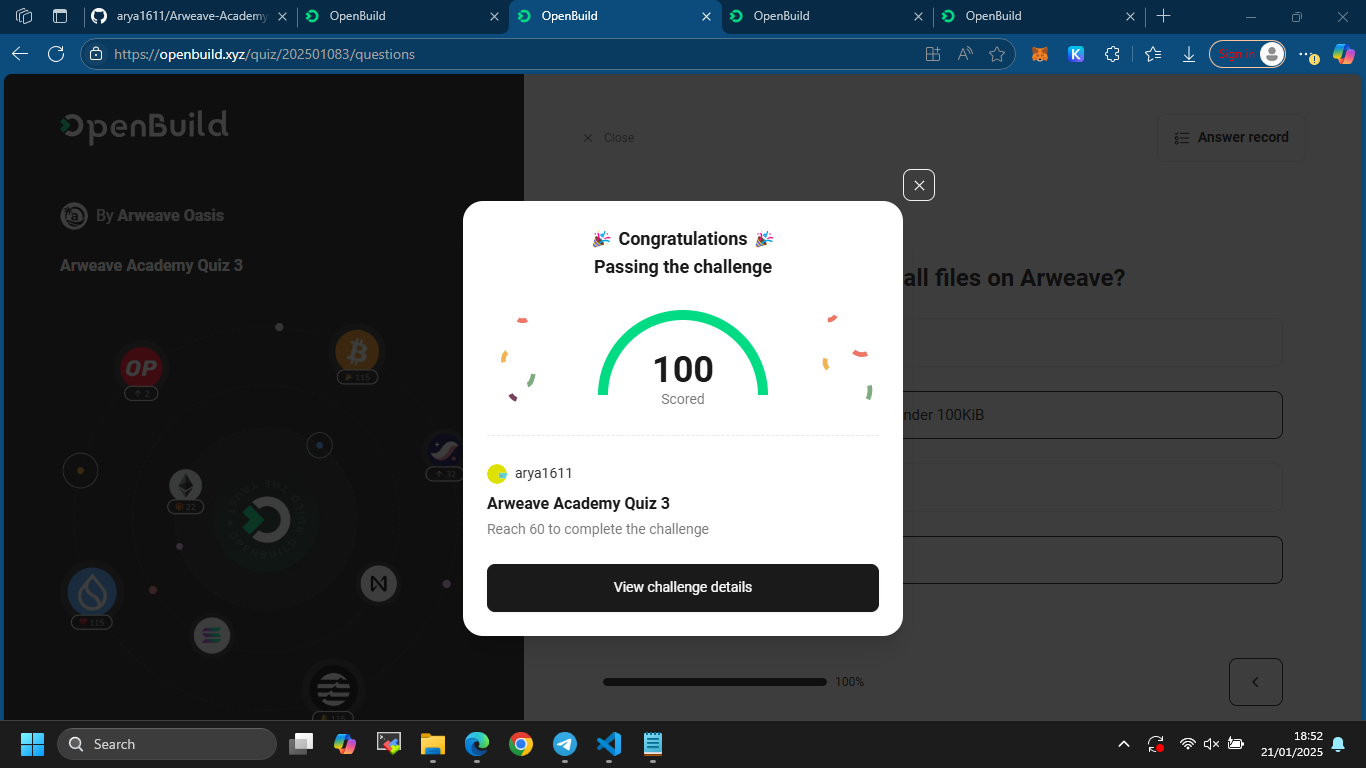 arya1611/Arweave-Academy
OpenBuild
OpenBuild
OpenBuild
OpenBuild
https://openbuild.xyz/quiz/202501083/questions
Sign in
OpenBuild
Close
Answer record
By Arweave Oasis
Arweave Academy Quiz 3
Congratulations
Passing the challenge
all files on Arweave?
100
Scored
nder 100KiB
arya1611
Arweave Academy Quiz 3
Reach 60 to complete the challenge
View challenge details
OP
2
115
32
22
115
116
100%
Search
18:52
21/01/2025